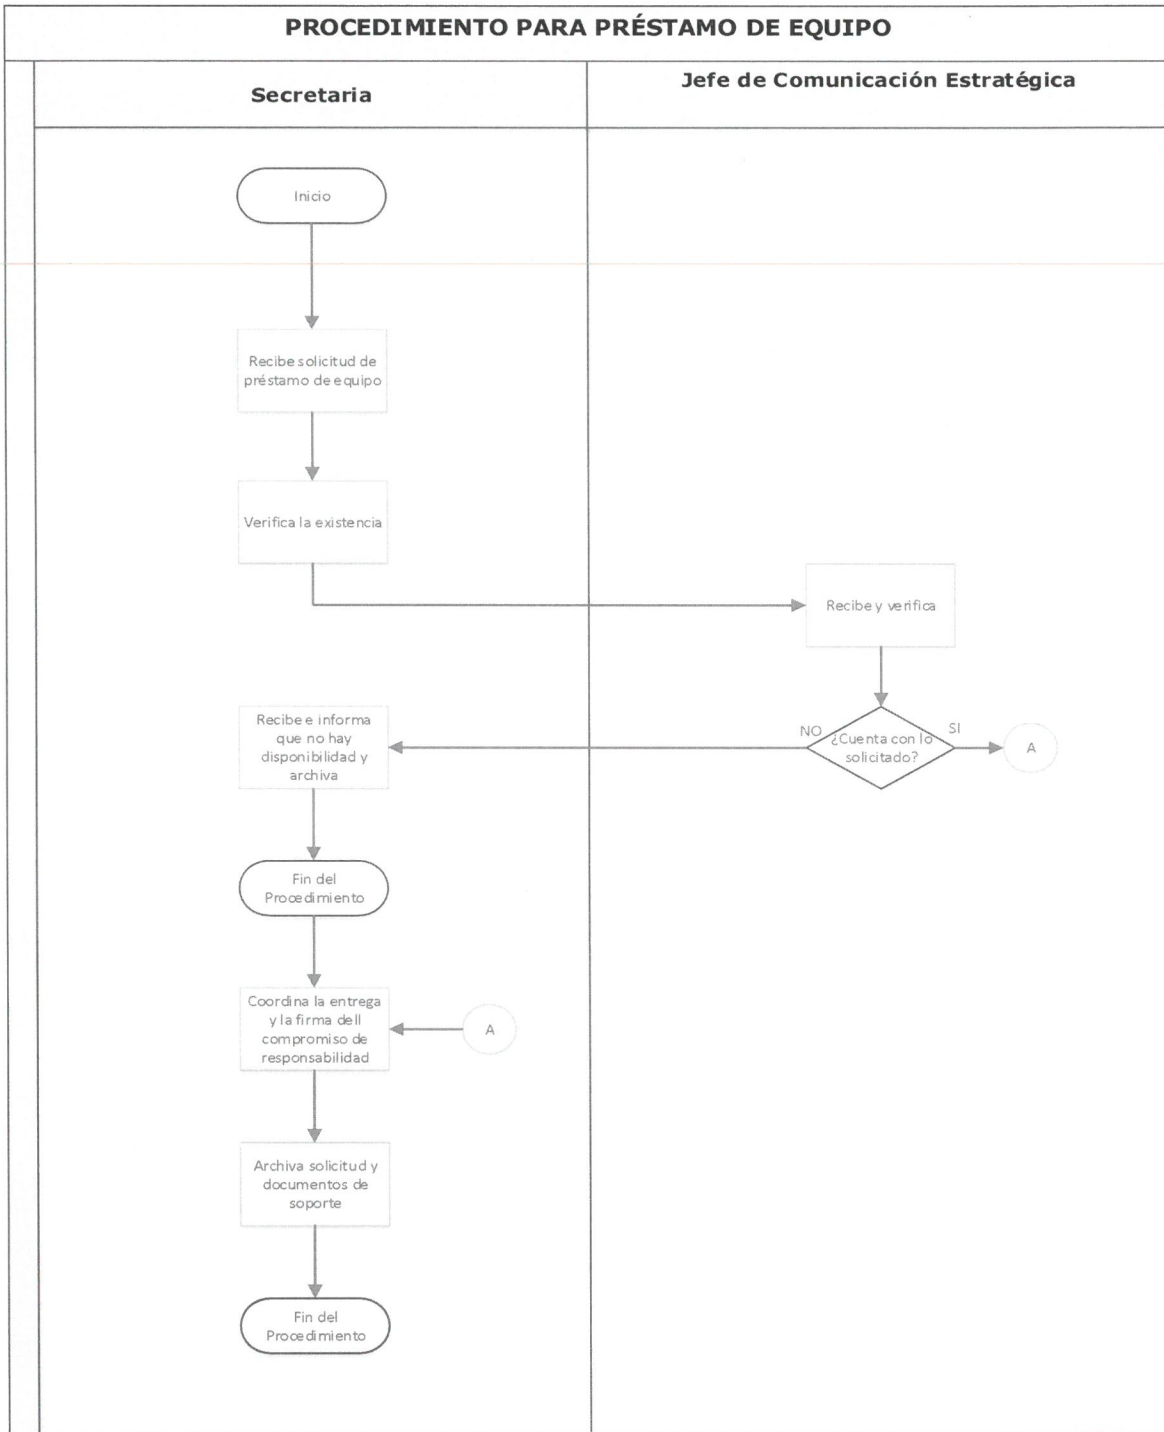 PROCEDIMIENTO PARA PRÉSTAMO DE EQUIPO
Secretaria
Jefe de Comunicación Estratégica
Inicio
Recibe solicitud de
préstamo de equipo
Verifica la existencia
Recibe y verifica
Recibe e informa
que no hay
disponibilidad y
archiva
NO
¿Cuenta con lo
solicitado?
SI
A
Fin del
Procedimiento
Coordina la entrega
y la firma dell
compromiso de
responsabilidad
A
Archiva solicitud y
documentos de
soporte
Fin del
Procedimiento